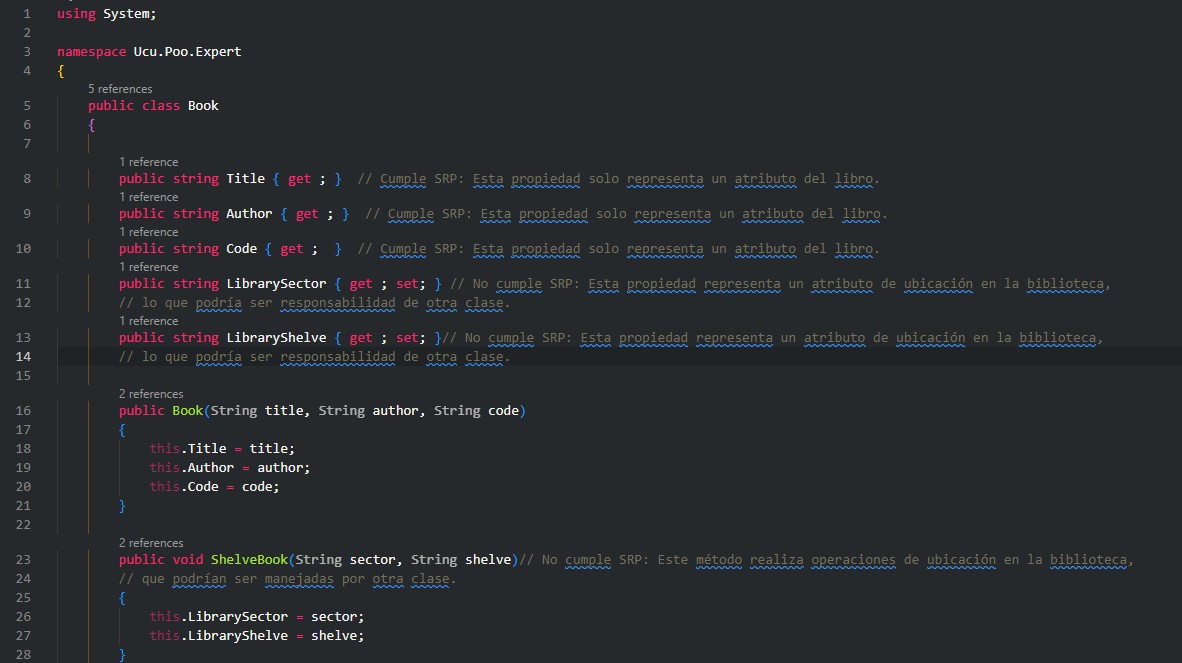 1 using System;
2
3 namespace Ucu.Poo.Expert
4 {
5 references
5 public class Book
6 {
7
1 reference
8 public string Title { get ; }  // Cumple SRP: Esta propiedad solo representa un atributo del libro.
1 reference
9 public string Author { get ; }  // Cumple SRP: Esta propiedad solo representa un atributo del libro.
1 reference
10 public string Code { get ;  }  // Cumple SRP: Esta propiedad solo representa un atributo del libro.
1 reference
11 public string LibrarySector { get ; set; } // No cumple SRP: Esta propiedad representa un atributo de ubicación en la biblioteca,
12 // lo que podría ser responsabilidad de otra clase.
1 reference
13 public string LibraryShelve { get ; set; }// No cumple SRP: Esta propiedad representa un atributo de ubicación en la biblioteca,
14 // lo que podría ser responsabilidad de otra clase.
15
2 references
16 public Book(String title, String author, String code)
17 {
18 this.Title = title;
19 this.Author = author;
20 this.Code = code;
21 }
22
2 references
23 public void ShelveBook(String sector, String shelve)// No cumple SRP: Este método realiza operaciones de ubicación en la biblioteca,
24 // que podrían ser manejadas por otra clase.
25 {
26 this.LibrarySector = sector;
27 this.LibraryShelve = shelve;
28 }